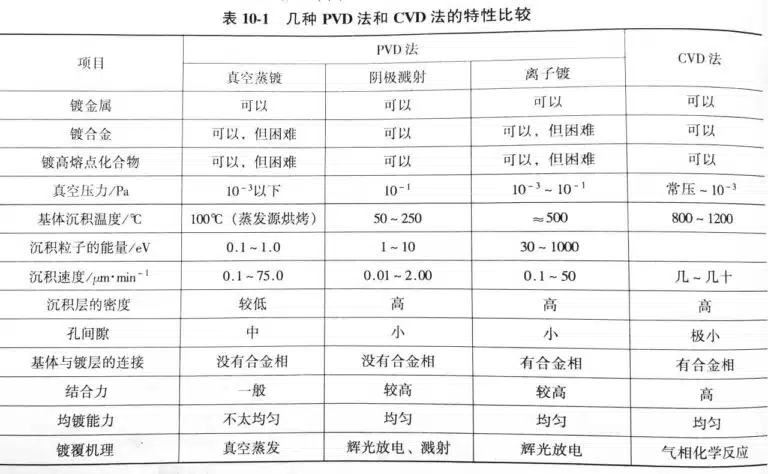 表 10-1 几种 PVD 法和 CVD 法的特性比较
项目 PVD 法 CVD 法
真空蒸镀 阴极溅射 离子镀
镀金属 可以 可以 可以 可以
镀合金 可以，但困难 可以 可以，但困难 可以
镀高熔点化合物 可以，但困难 可以 可以，但困难 可以
真空压力/Pa 10⁻³以下 10⁻¹ 10⁻³～10⁻¹ 常压～10⁻³
基体沉积温度/℃ 100℃（蒸发源烘烤） 50～250 ≈500 800～1200
沉积粒子的能量/eV 0.1～1.0 1～10 30～1000
沉积速度/μm·min⁻¹ 0.1～75.0 0.01～2.00 0.1～50 几～几十
沉积层的密度 较低 高 高 高
孔间隙 中 小 小 极小
基体与镀层的连接 没有合金相 没有合金相 有合金相 有合金相
结合力 一般 较高 较高 高
均镀能力 不太均匀 均匀 均匀 均匀
镀覆机理 真空蒸发 辉光放电、溅射 辉光放电 气相化学反应